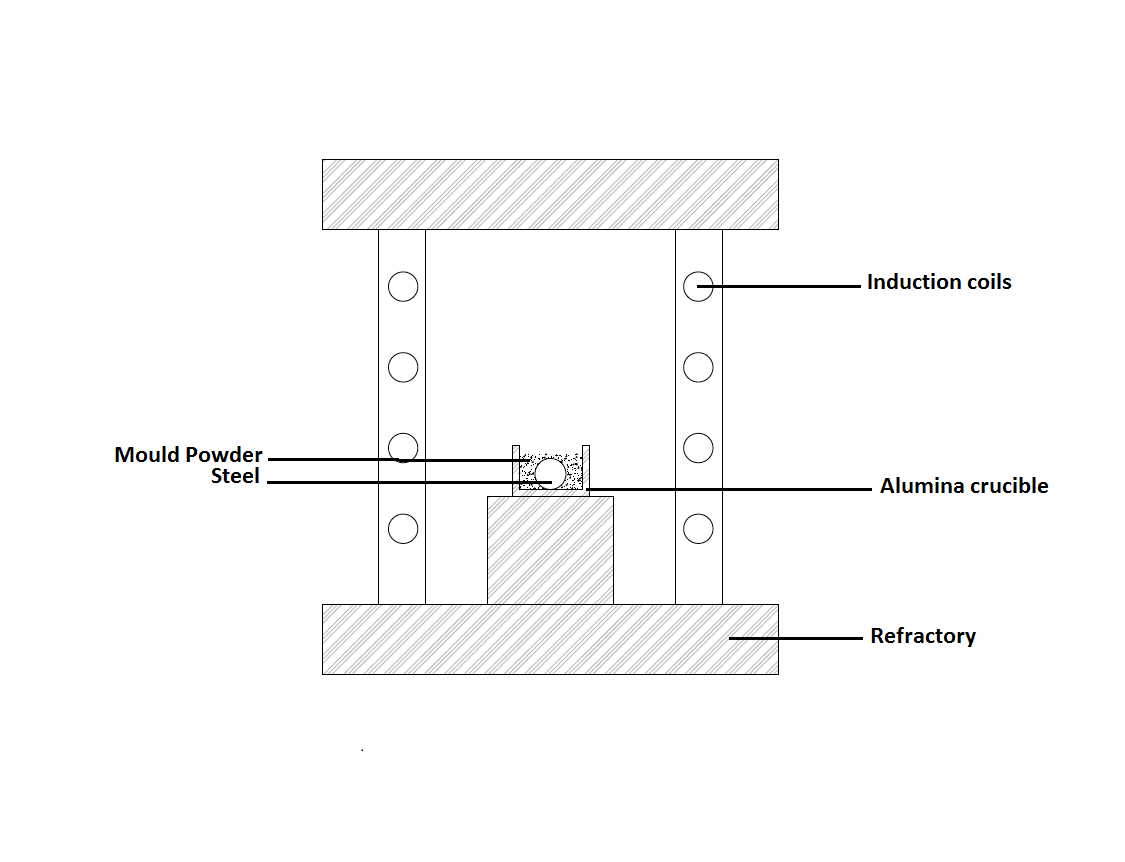 Induction coils
Mould Powder
Steel
Alumina crucible
Refractory